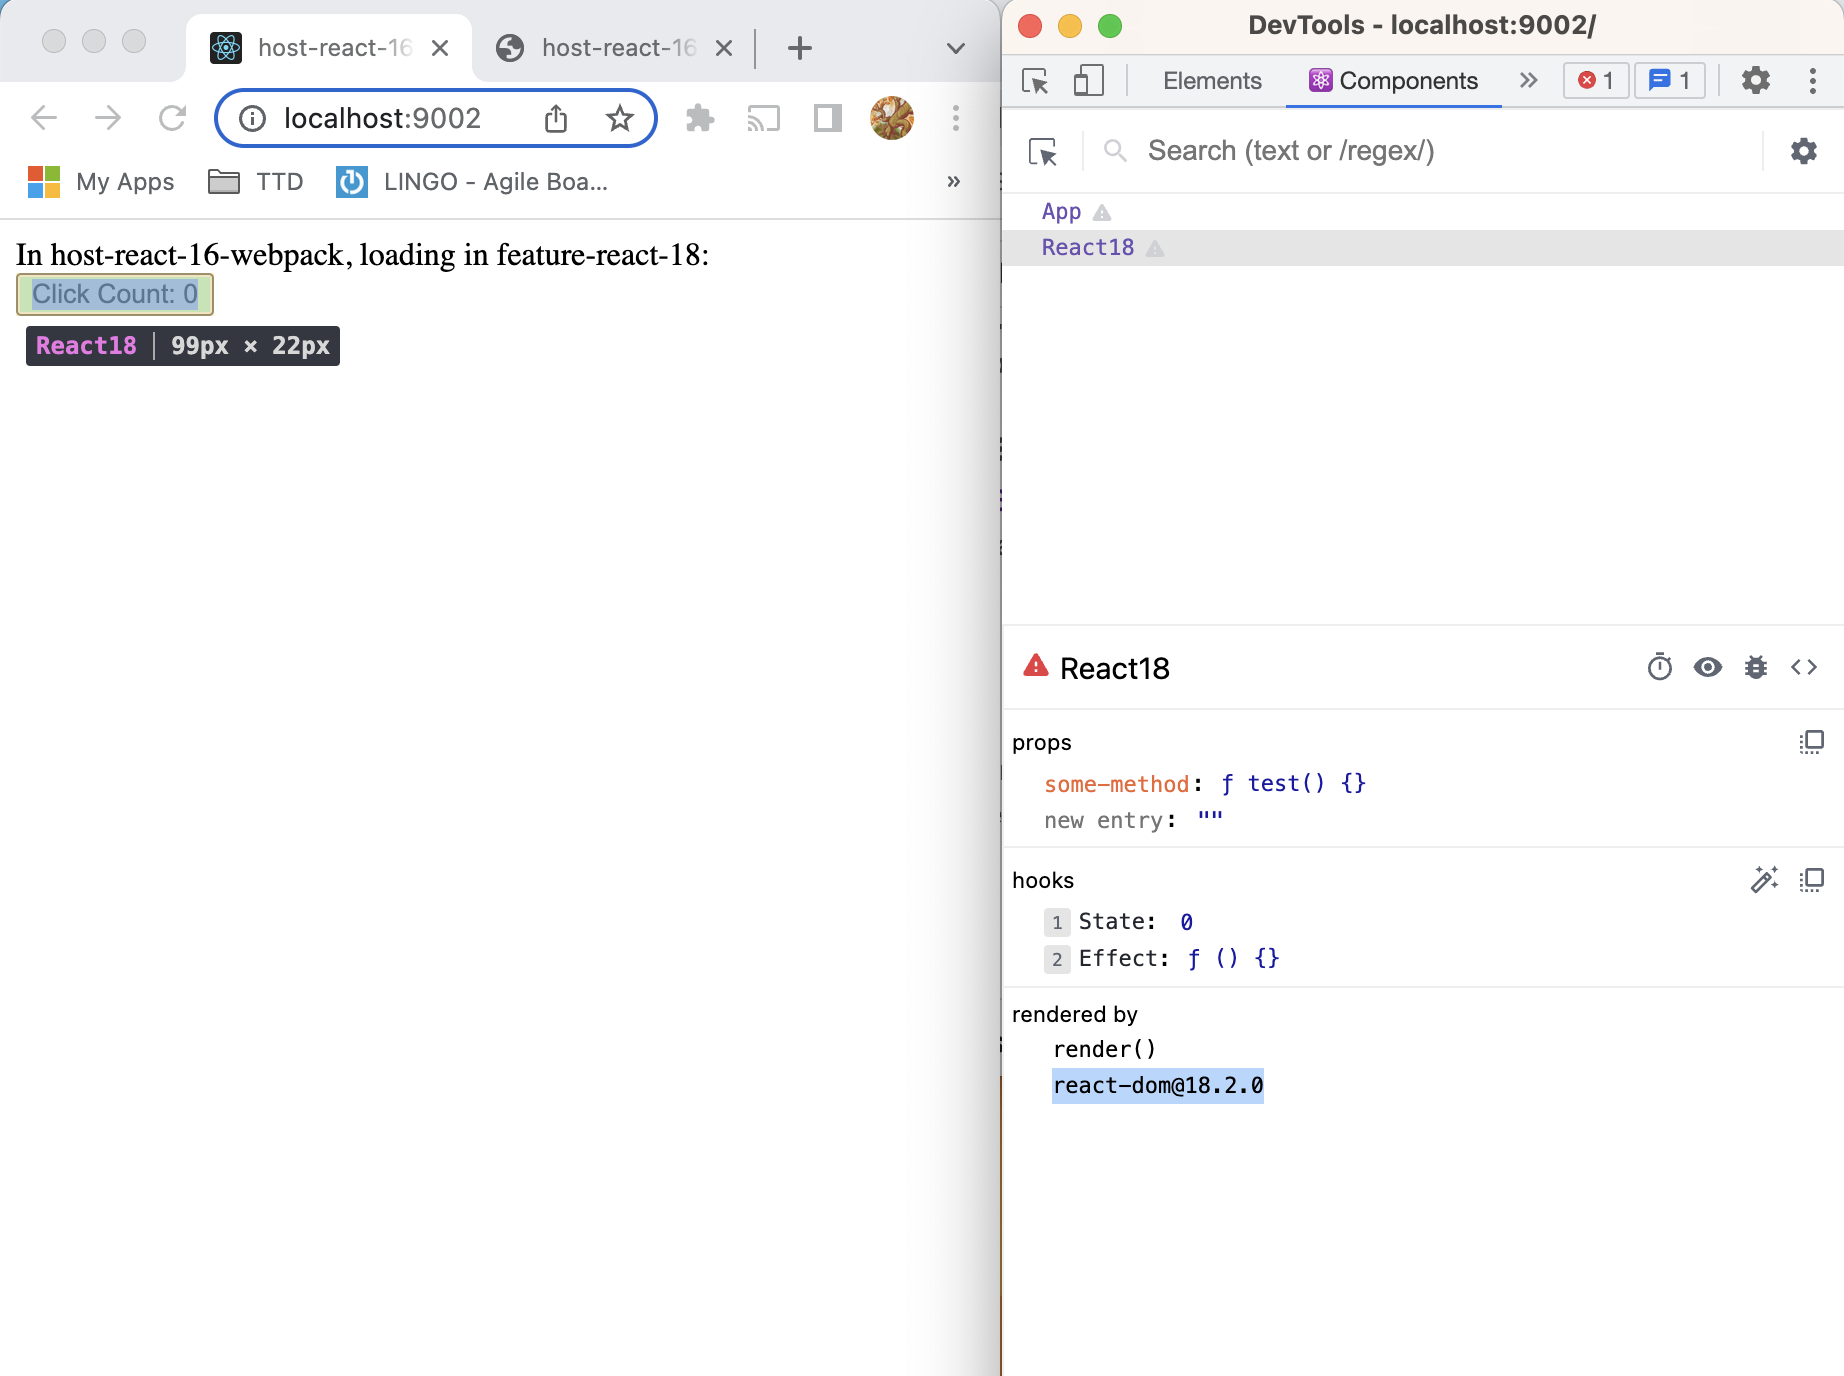 host-react-16
host-react-16
localhost:9002
My Apps
TTD
LINGO - Agile Boa...
»
In host-react-16-webpack, loading in feature-react-18:
Click Count: 0
React18 | 99px × 22px
DevTools - localhost:9002/
Elements
Components
»
1
1
Search (text or /regex/)
App
React18
React18
props
some-method: ƒ test() {}
new entry: ""
hooks
1 State: 0
2 Effect: ƒ () {}
rendered by
render()
react-dom@18.2.0